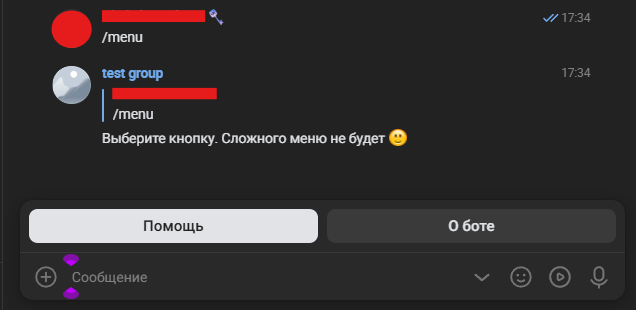 17:34
/menu
test group
17:34
/menu
Выберите кнопку. Сложного меню не будет 🙂
Помощь
О боте
Сообщение